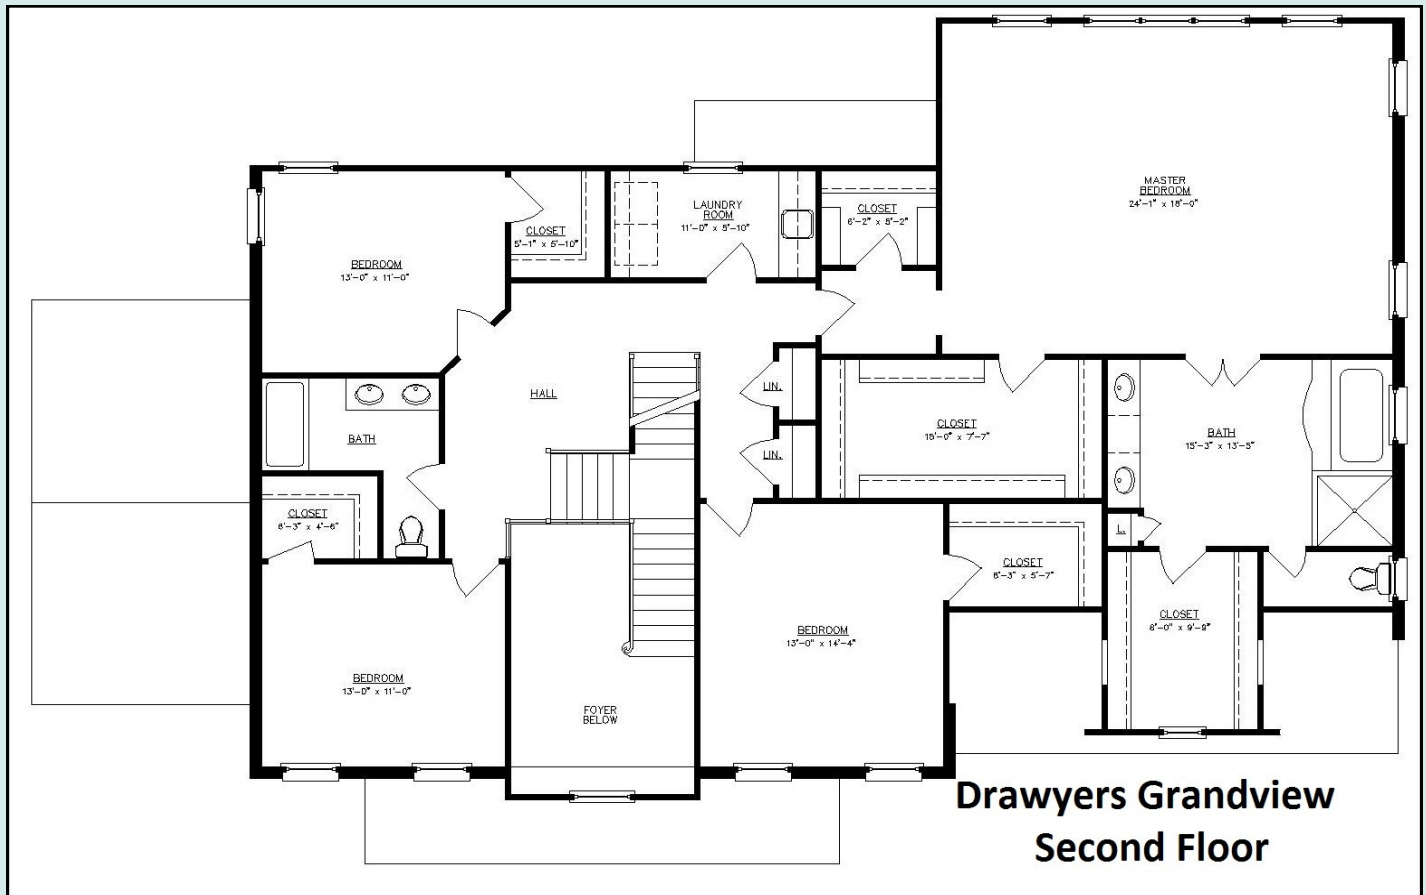 MASTER
BEDROOM
24'-1" x 18'-0"
CLOSET
5'-1" x 5'-10"
LAUNDRY
ROOM
11'-0" x 5'-10"
CLOSET
6'-2" x 5'-2"
BEDROOM
13'-0" x 11'-0"
HALL
LIN.
LIN.
BATH
CLOSET
15'-0" x 7'-7"
BATH
15'-3" x 13'-5"
CLOSET
6'-3" x 4'-6"
L.
CLOSET
8'-3" x 5'-7"
CLOSET
8'-0" x 9'-9"
BEDROOM
13'-0" x 14'-4"
BEDROOM
13'-0" x 11'-0"
FOYER
BELOW
Drawyers Grandview
Second Floor